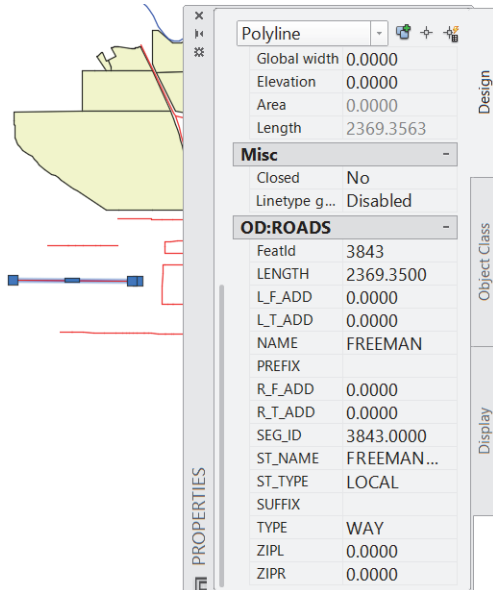 Polyline
Global width 0.0000
Elevation 0.0000
Area 0.0000
Length 2369.3563
Misc
Closed No
Linetype g... Disabled
OD:ROADS
FeatId 3843
LENGTH 2369.3500
L_F_ADD 0.0000
L_T_ADD 0.0000
NAME FREEMAN
PREFIX
R_F_ADD 0.0000
R_T_ADD 0.0000
SEG_ID 3843.0000
ST_NAME FREEMAN...
ST_TYPE LOCAL
SUFFIX
TYPE WAY
ZIPL 0.0000
ZIPR 0.0000
PROPERTIES
Design
Object Class
Display